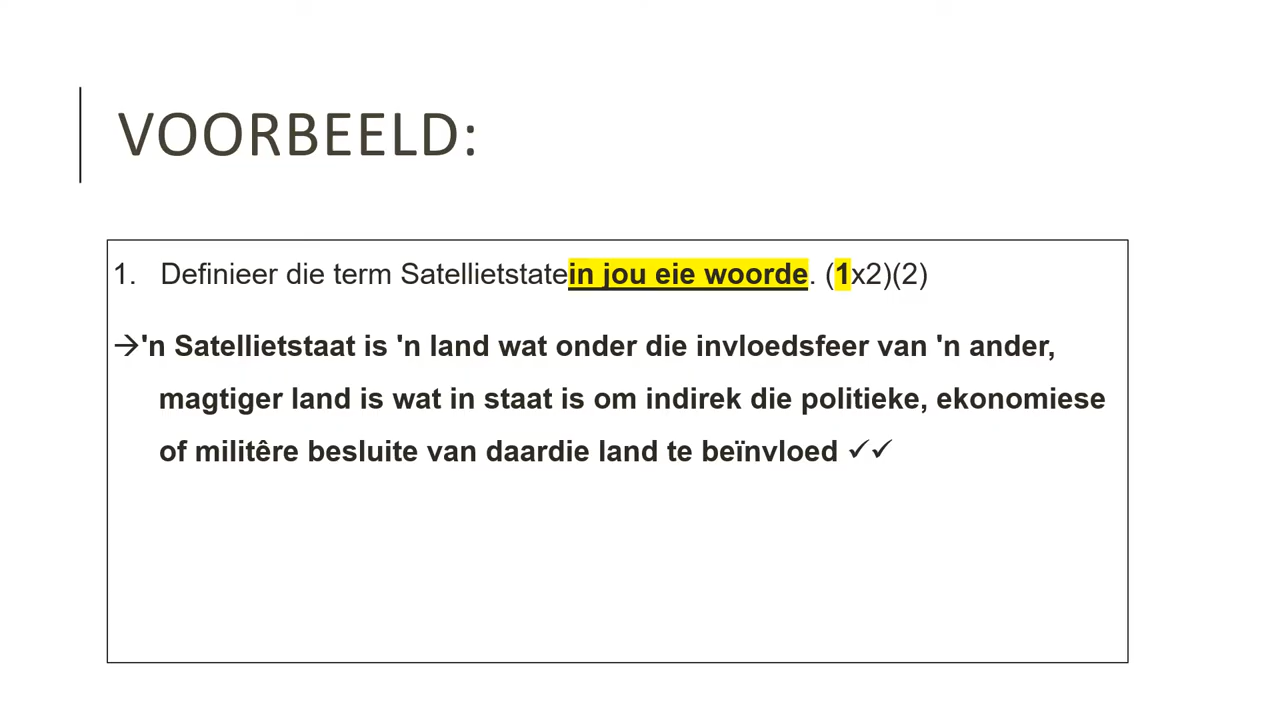 VOORBEELD:
1. Definieer die term Satellietstatein jou eie woorde. (1x2)(2)
→'n Satellietstaat is 'n land wat onder die invloedsfeer van 'n ander,
magtiger land is wat in staat is om indirek die politieke, ekonomiese
of militêre besluite van daardie land te beïnvloed ✓✓